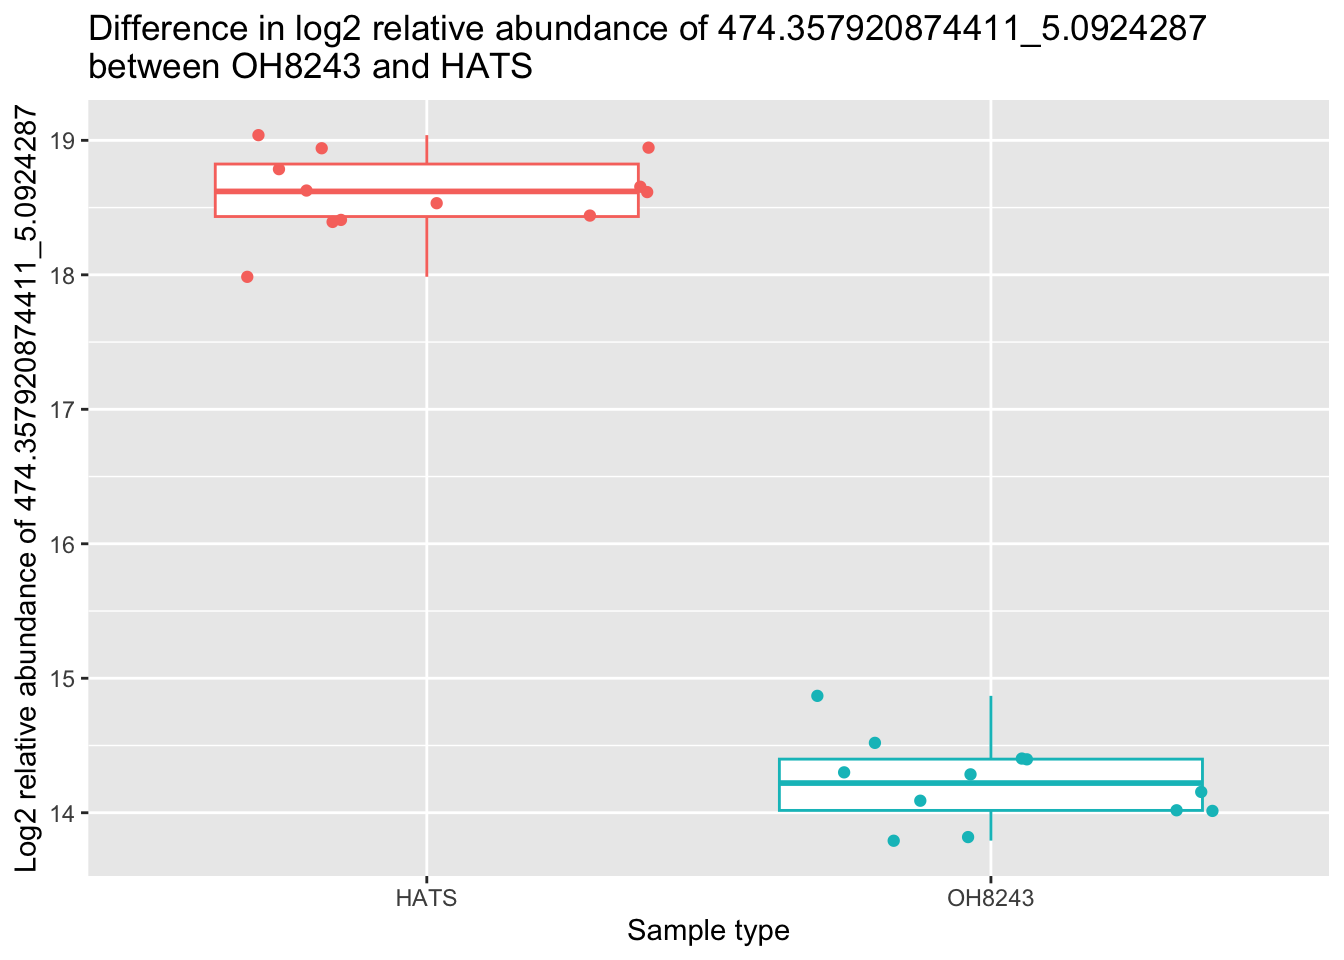 Difference in log2 relative abundance of 474.357920874411_5.0924287
between OH8243 and HATS
Log2 relative abundance of 474.357920874411_5.0924287
19
18
17
16
15
14
HATS
OH8243
Sample type